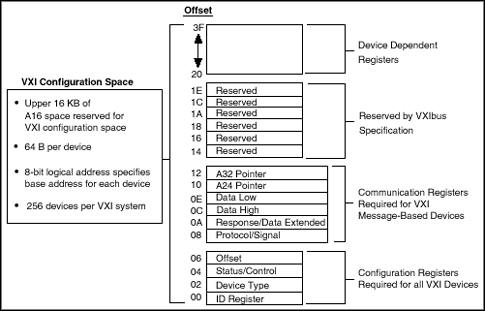 Offset
3F
Device Dependent
Registers
20
VXI Configuration Space
• Upper 16 KB of
A16 space reserved for
VXI configuration space
• 64 B per device
• 8-bit logical address specifies
base address for each device
• 256 devices per VXI system
1E Reserved
1C Reserved
1A Reserved
18 Reserved
16 Reserved
14 Reserved
Reserved by VXIbus
Specification
12 A32 Pointer
10 A24 Pointer
0E Data Low
0C Data High
0A Response/Data Extended
08 Protocol/Signal
Communication Registers
Required for VXI
Message-Based Devices
06 Offset
04 Status/Control
02 Device Type
00 ID Register
Configuration Registers
Required for all VXI Devices